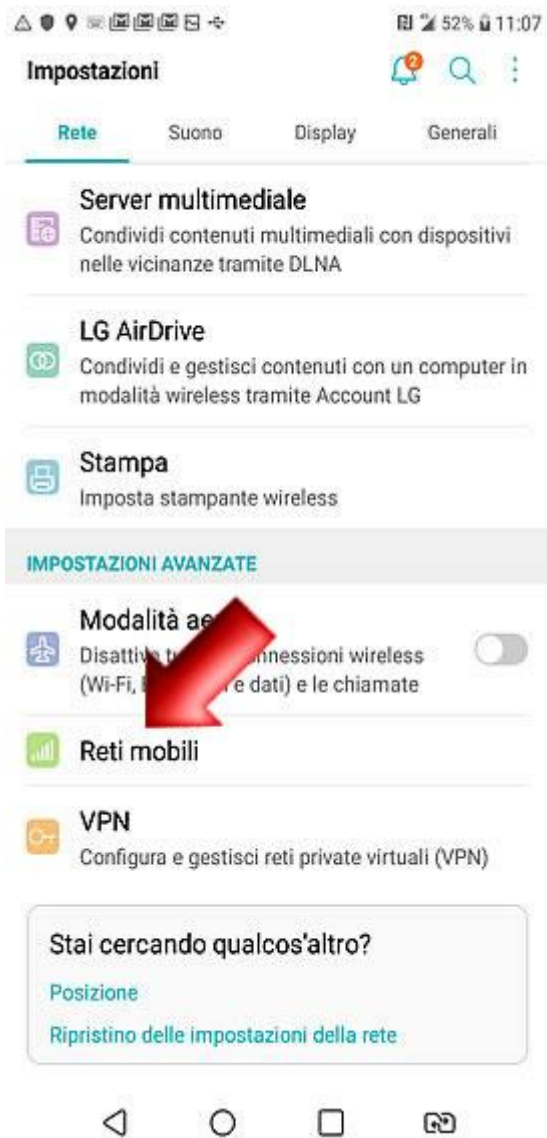 52% 11:07
Impostazioni 2
Rete Suono Display Generali
Server multimediale
Condividi contenuti multimediali con dispositivi
nelle vicinanze tramite DLNA
LG AirDrive
Condividi e gestisci contenuti con un computer in
modalità wireless tramite Account LG
Stampa
Imposta stampante wireless
IMPOSTAZIONI AVANZATE
Modalità
wireless
(Wi-Fi, e dati) e le chiamate
Reti mobili
VPN
Configura e gestisci reti private virtuali (VPN)
Stai cercando qualcos'altro?
Posizione
Ripristino delle impostazioni della rete